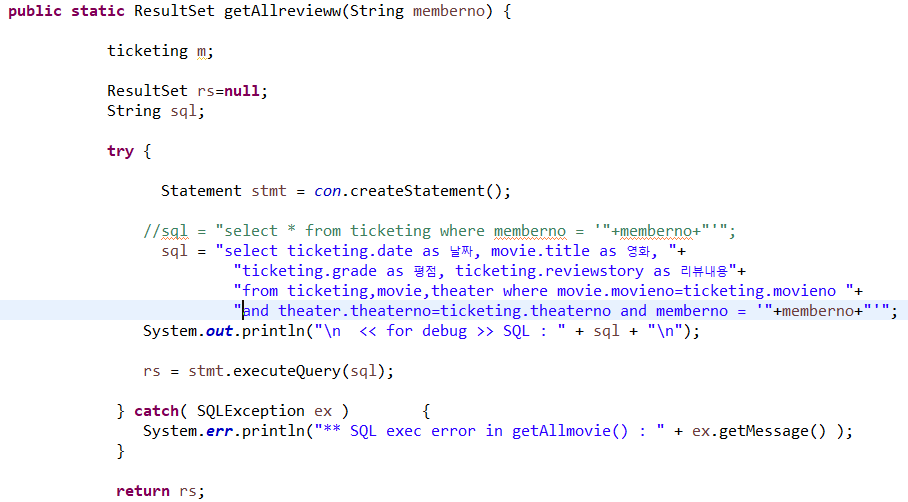 public static ResultSet getAllrevieww(String memberno) {
ticketing m;
ResultSet rs=null;
String sql;
try {
Statement stmt = con.createStatement();
//sql = "select * from ticketing where memberno = '"+memberno+"'";
sql = "select ticketing.date as 날짜, movie.title as 영화, "+
"ticketing.grade as 평점, ticketing.reviewstory as 리뷰내용"+
"from ticketing,movie,theater where movie.movieno=ticketing.movieno "+
"and theater.theaterno=ticketing.theaterno and memberno = '"+memberno+"'";
System.out.println("\n  << for debug >> SQL : " + sql + "\n");
rs = stmt.executeQuery(sql);
} catch( SQLException ex )        {
System.err.println("** SQL exec error in getAllmovie() : " + ex.getMessage() );
}
return rs;